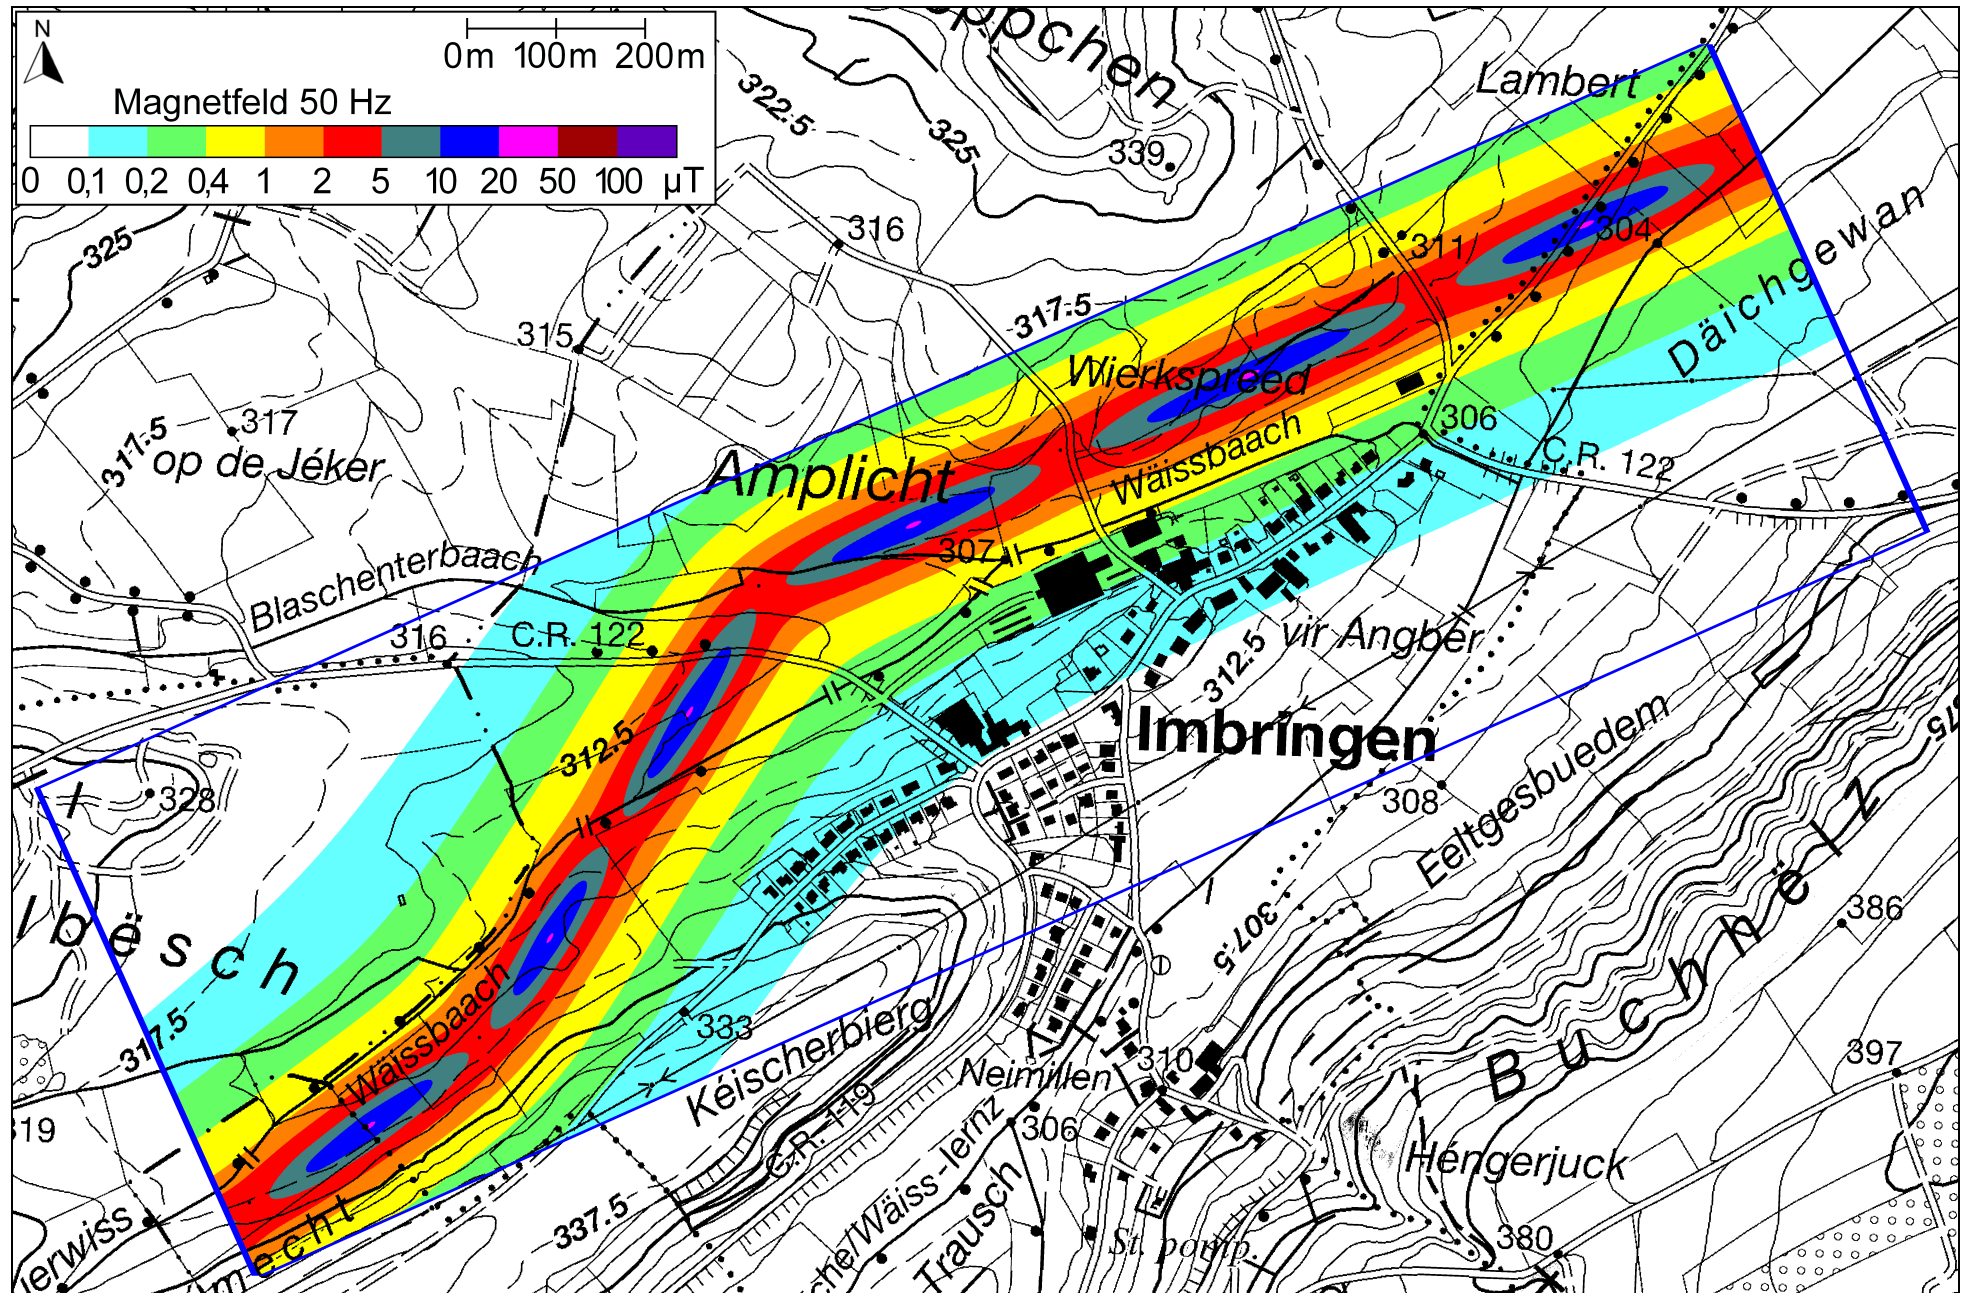 N
0m 100m 200m
Magnetfeld 50 Hz
0 0,1 0,2 0,4 1 2 5 10 20 50 100 µT
322.5
325
339
Lambert
325
316
311
304
Däichgewan
317.5
315
Wierkspreed
317.5
317
op de Jéker
306
C.R. 122
Amplicht
Wäissbaach
307
Blaschenterbaach
316
C.R. 122
vir Angber
312.5
312.5
Imbringen
328
308
Eeltgesbuedem
307.5
386
317.5
Wäissbaach
333
Kéischerbierg
Buchhelz
397
Neimillen
310
306
C.R. 119
Héngerjuck
337.5
Trausch
St. pomp.
380